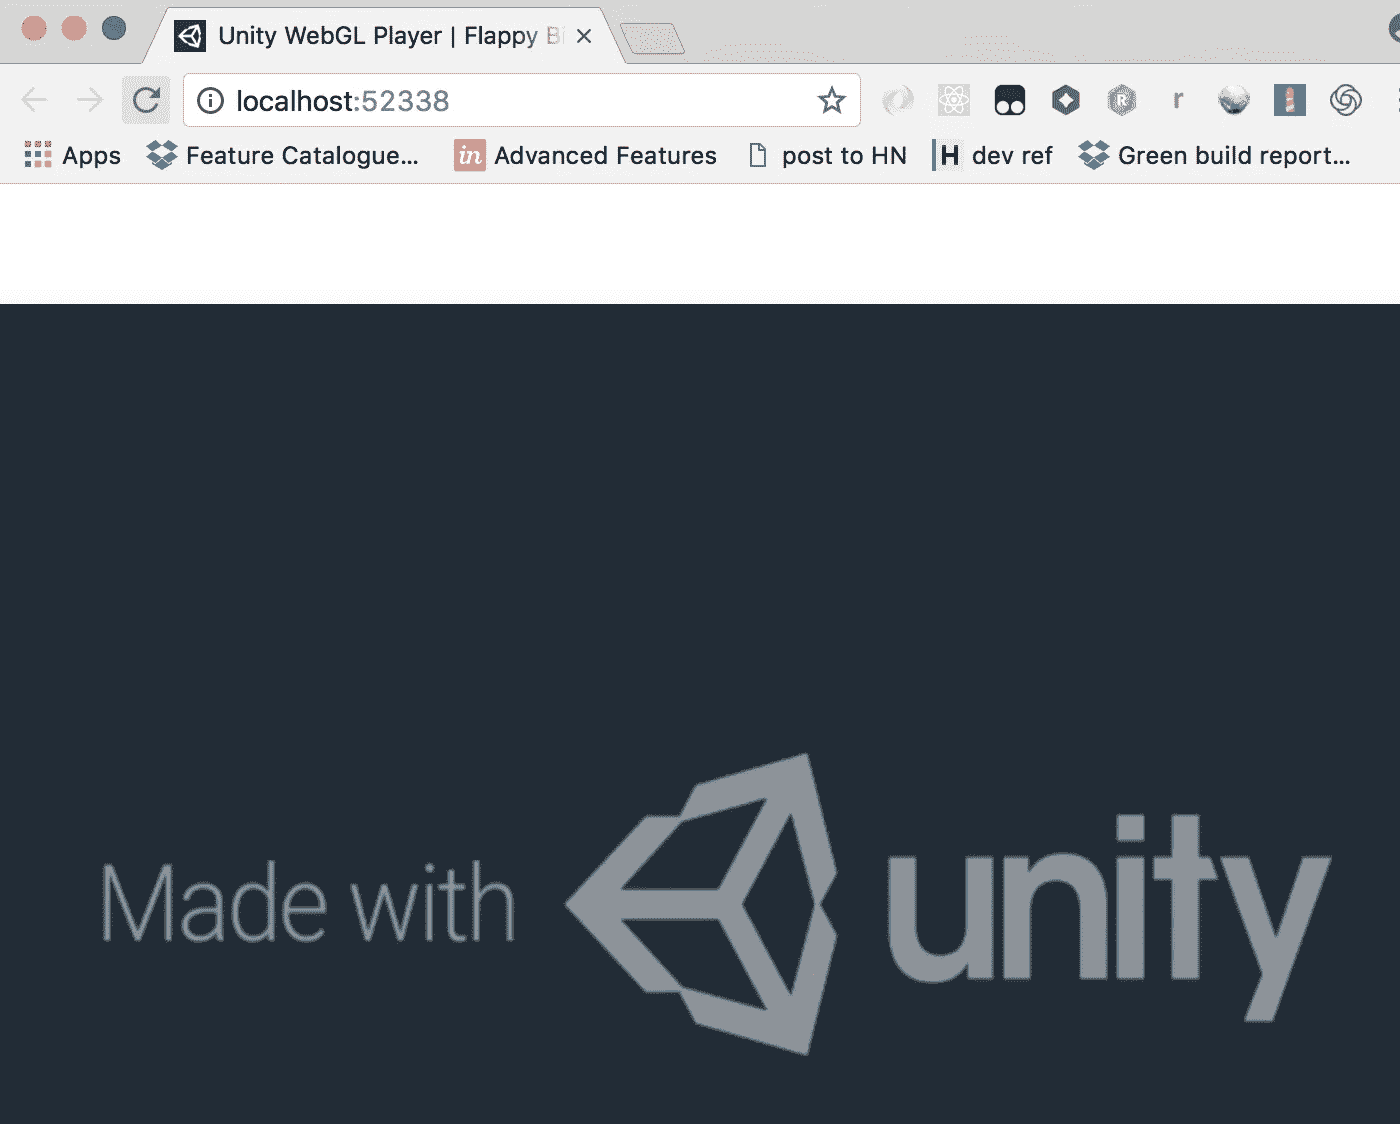 Unity WebGL Player | Flappy
localhost:52338
Apps Feature Catalogue... in Advanced Features post to HN H dev ref Green build report...
Made with unity